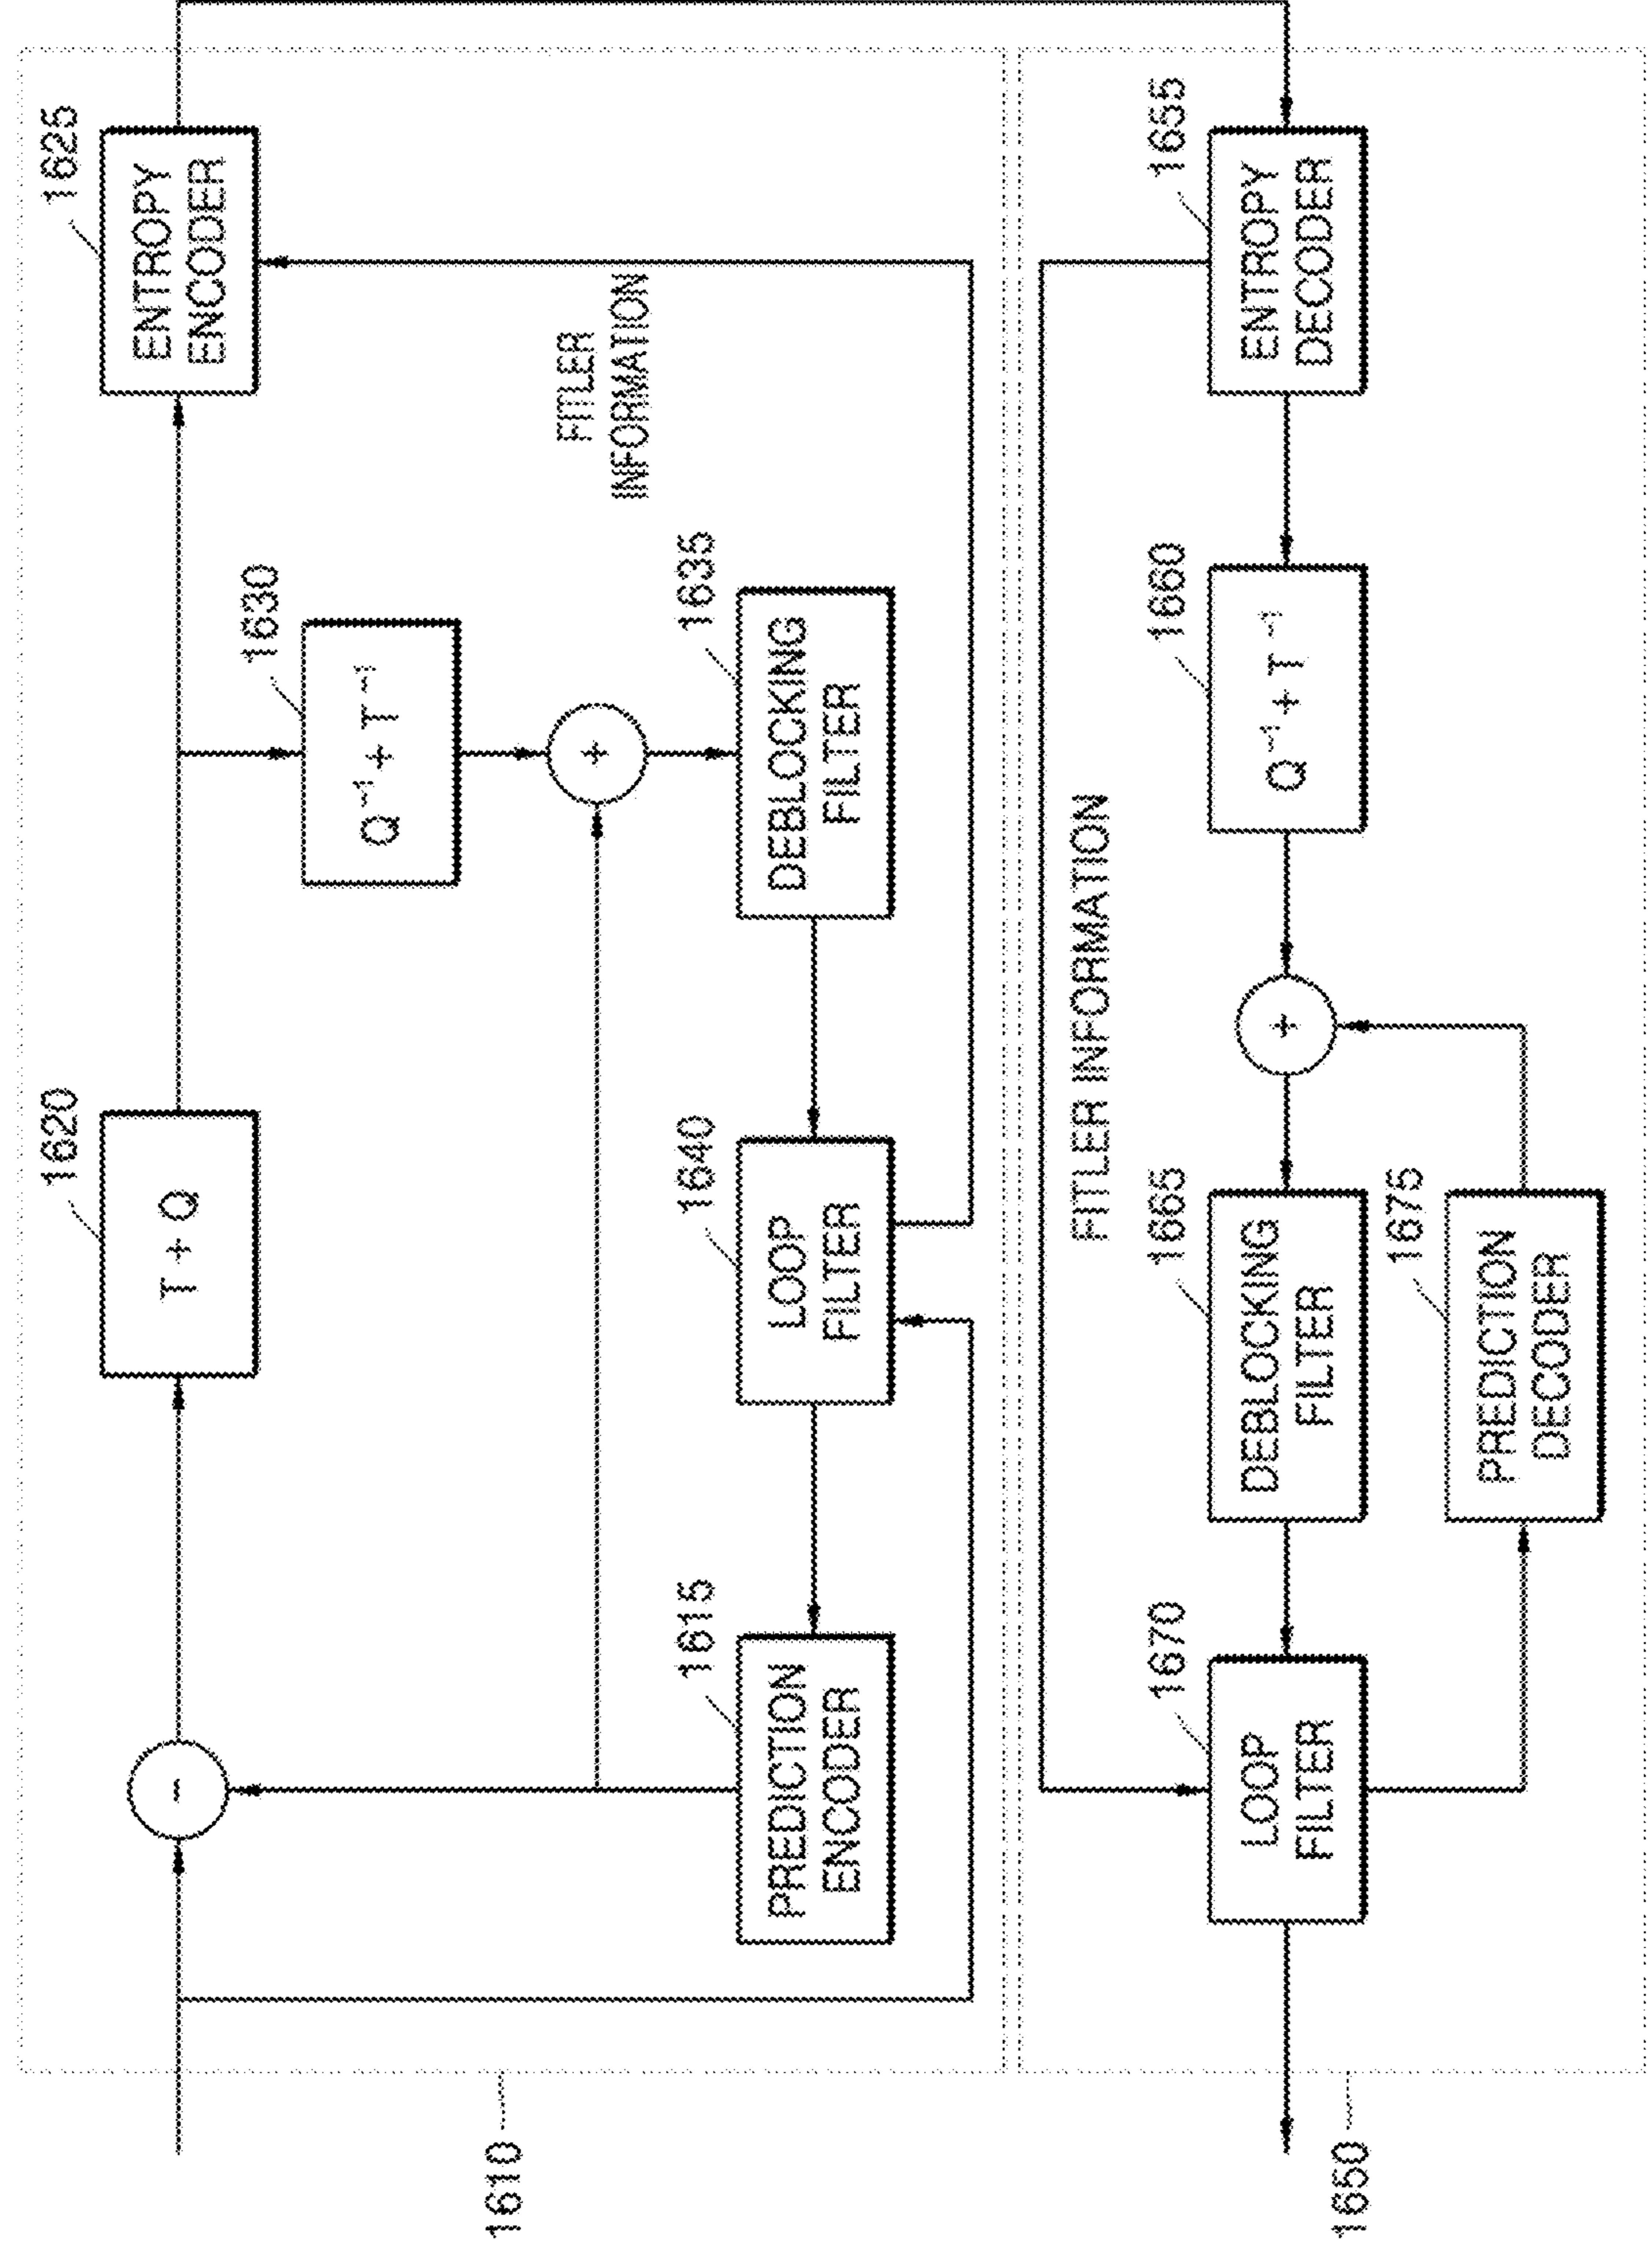 1610
1620
T + Q
1625
ENTROPY
ENCODER
−
1630
Q⁻¹ + T⁻¹
+
FITLER
INFORMATION
1615
PREDICTION
ENCODER
1640
LOOP
FILTER
1635
DEBLOCKING
FILTER
1650
FITLER INFORMATION
1670
LOOP
FILTER
1665
DEBLOCKING
FILTER
+
1660
Q⁻¹ + T⁻¹
1655
ENTROPY
DECODER
1675
PREDICTION
DECODER